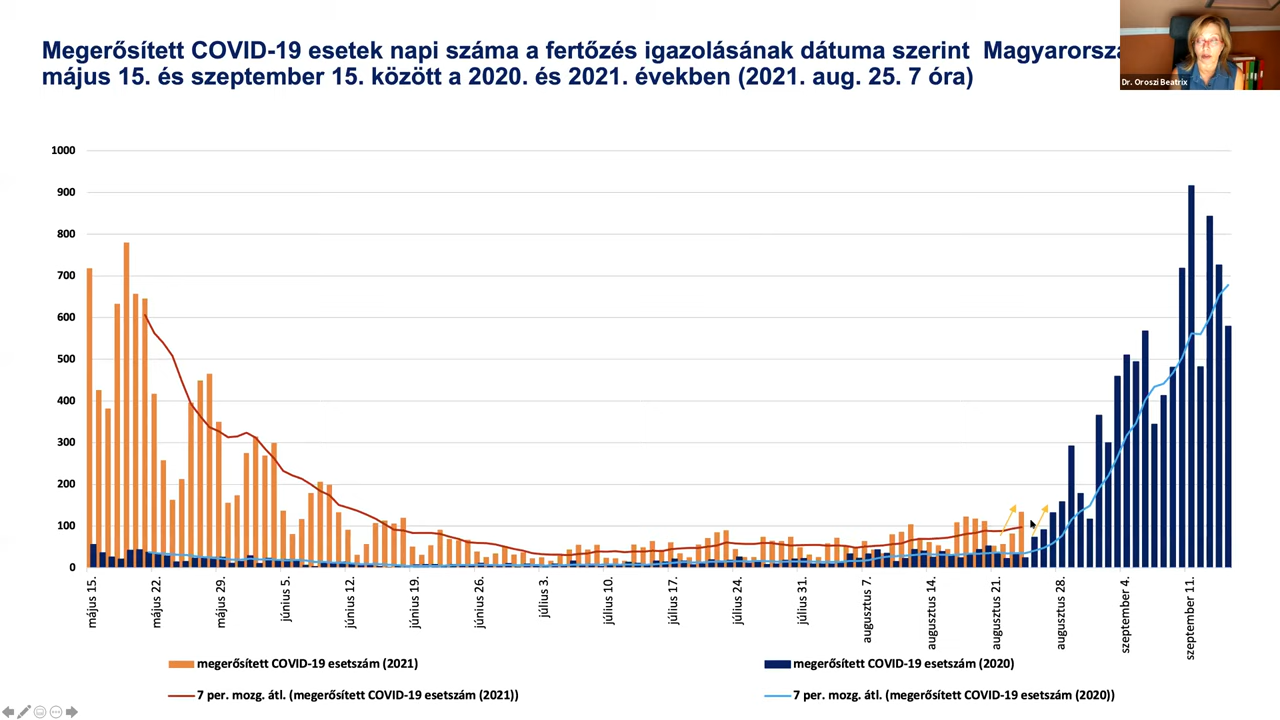 Megerősített COVID-19 esetek napi száma a fertőzés igazolásának dátuma szerint
május 15. és szeptember 15. között a 2020. és 2021. években (2021. aug. 25. 7 óra)
Dr. Oroszi Beatrix
1000
900
800
700
600
500
400
300
200
100
0
május 15.
május 22.
május 29.
június 5.
június 12.
június 19.
június 26.
július 3.
július 10.
július 17.
július 24.
július 31.
augusztus 7.
augusztus 14.
augusztus 21.
augusztus 28.
szeptember 4.
szeptember 11.
megerősített COVID-19 esetszám (2021)
megerősített COVID-19 esetszám (2020)
7 per. mozg. átl. (megerősített COVID-19 esetszám (2021))
7 per. mozg. átl. (megerősített COVID-19 esetszám (2020))